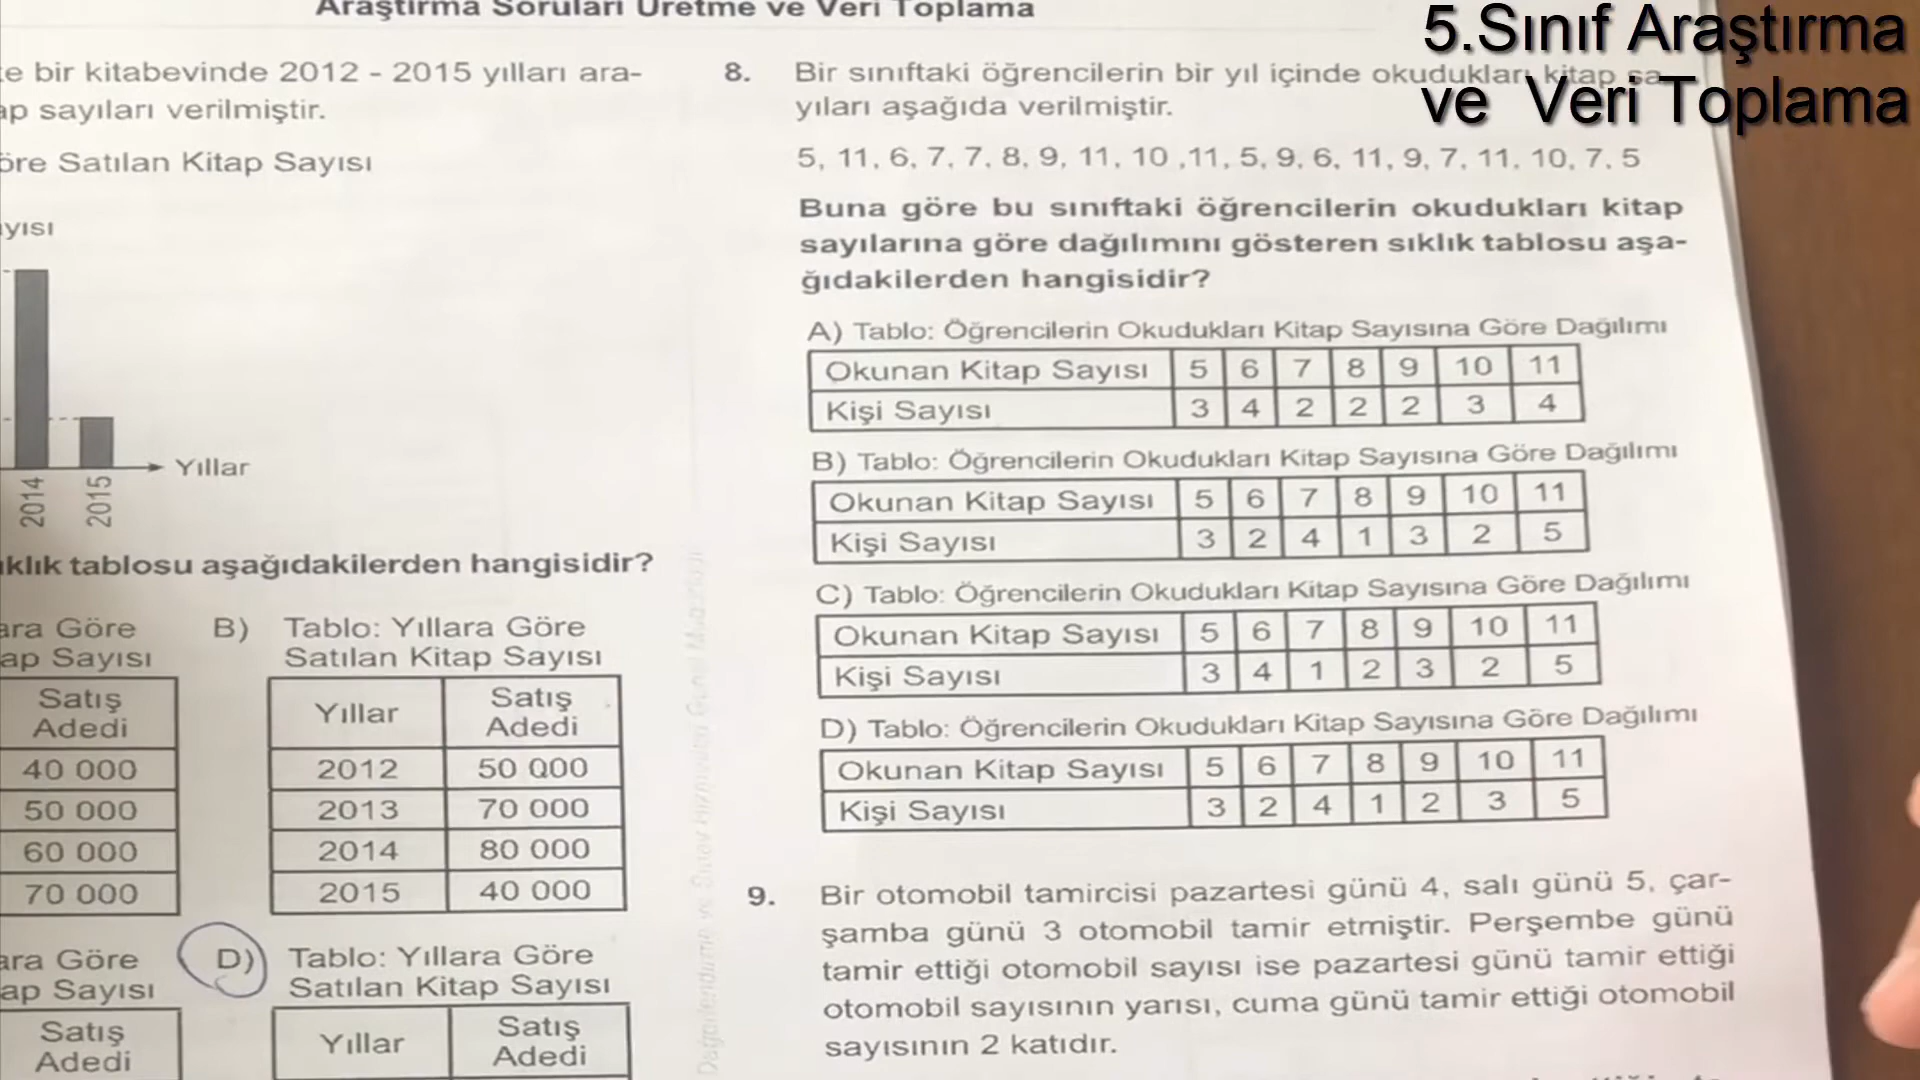 Araştırma Soruları Üretme ve Veri Toplama
5.Sınıf Araştırma
ve Veri Toplama
e bir kitabevinde 2012 - 2015 yılları ara-
ap sayıları verilmiştir.
öre Satılan Kitap Sayısı
ayısı
Yıllar
2014
2015
ıklık tablosu aşağıdakilerden hangisidir?
ara Göre
ap Sayısı
Satış
Adedi
40 000
50 000
60 000
70 000
B) Tablo: Yıllara Göre
Satılan Kitap Sayısı
Yıllar Satış Adedi
2012 50 000
2013 70 000
2014 80 000
2015 40 000
ara Göre
ap Sayısı
Satış
Adedi
D) Tablo: Yıllara Göre
Satılan Kitap Sayısı
Yıllar Satış Adedi
8. Bir sınıftaki öğrencilerin bir yıl içinde okudukları kitap sa-
yıları aşağıda verilmiştir.
5, 11, 6, 7, 7, 8, 9, 11, 10 ,11, 5, 9, 6, 11, 9, 7, 11, 10, 7, 5
Buna göre bu sınıftaki öğrencilerin okudukları kitap
sayılarına göre dağılımını gösteren sıklık tablosu aşa-
ğıdakilerden hangisidir?
A) Tablo: Öğrencilerin Okudukları Kitap Sayısına Göre Dağılımı
Okunan Kitap Sayısı 5 6 7 8 9 10 11
Kişi Sayısı 3 4 2 2 2 3 4
B) Tablo: Öğrencilerin Okudukları Kitap Sayısına Göre Dağılımı
Okunan Kitap Sayısı 5 6 7 8 9 10 11
Kişi Sayısı 3 2 4 1 3 2 5
C) Tablo: Öğrencilerin Okudukları Kitap Sayısına Göre Dağılımı
Okunan Kitap Sayısı 5 6 7 8 9 10 11
Kişi Sayısı 3 4 1 2 3 2 5
D) Tablo: Öğrencilerin Okudukları Kitap Sayısına Göre Dağılımı
Okunan Kitap Sayısı 5 6 7 8 9 10 11
Kişi Sayısı 3 2 4 1 2 3 5
9. Bir otomobil tamircisi pazartesi günü 4, salı günü 5, çar-
şamba günü 3 otomobil tamir etmiştir. Perşembe günü
tamir ettiği otomobil sayısı ise pazartesi günü tamir ettiği
otomobil sayısının yarısı, cuma günü tamir ettiği otomobil
sayısının 2 katıdır.